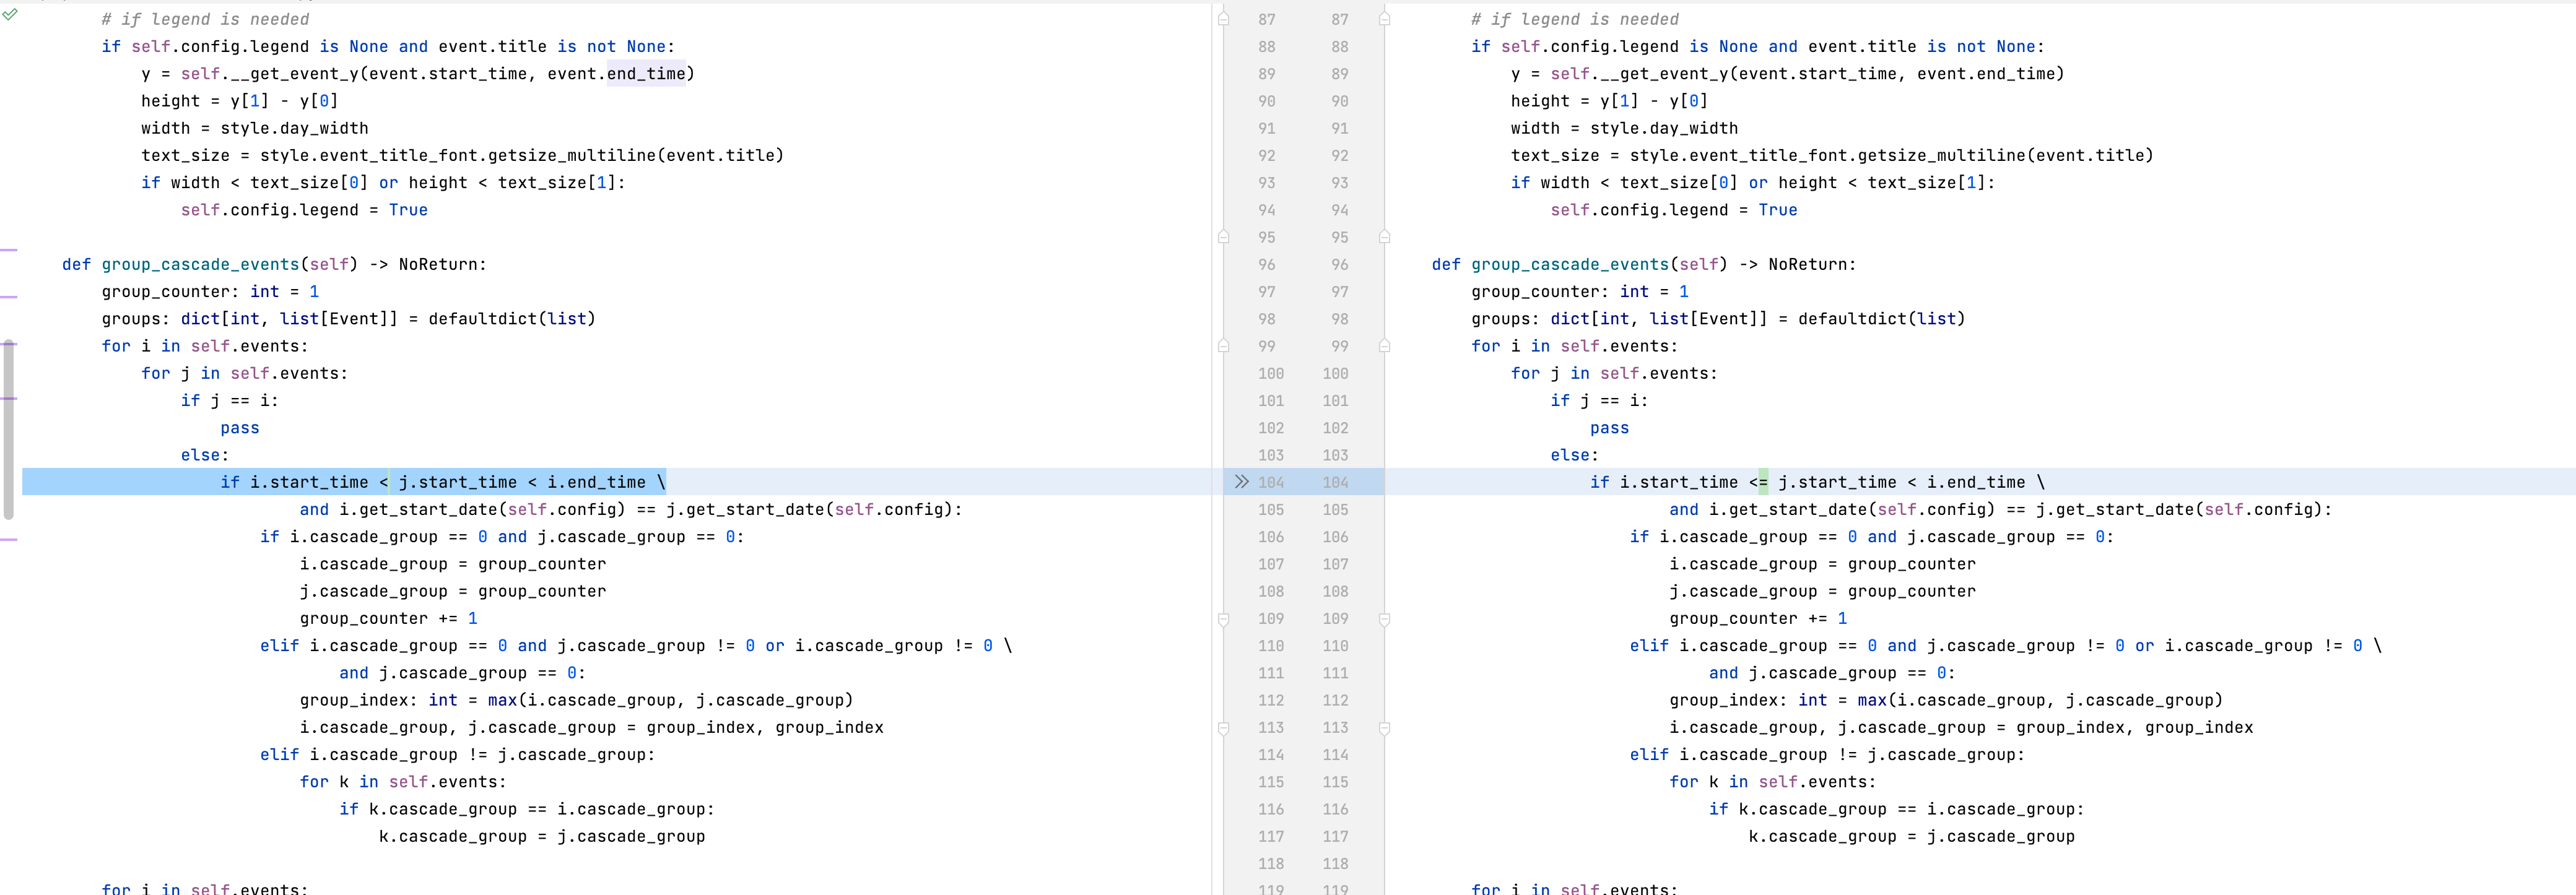 # if legend is needed
if self.config.legend is None and event.title is not None:
y = self.__get_event_y(event.start_time, event.end_time)
height = y[1] - y[0]
width = style.day_width
text_size = style.event_title_font.getsize_multiline(event.title)
if width < text_size[0] or height < text_size[1]:
self.config.legend = True
def group_cascade_events(self) -> NoReturn:
group_counter: int = 1
groups: dict[int, list[Event]] = defaultdict(list)
for i in self.events:
for j in self.events:
if j == i:
pass
else:
if i.start_time < j.start_time < i.end_time \
and i.get_start_date(self.config) == j.get_start_date(self.config):
if i.cascade_group == 0 and j.cascade_group == 0:
i.cascade_group = group_counter
j.cascade_group = group_counter
group_counter += 1
elif i.cascade_group == 0 and j.cascade_group != 0 or i.cascade_group != 0 \
and j.cascade_group == 0:
group_index: int = max(i.cascade_group, j.cascade_group)
i.cascade_group, j.cascade_group = group_index, group_index
elif i.cascade_group != j.cascade_group:
for k in self.events:
if k.cascade_group == i.cascade_group:
k.cascade_group = j.cascade_group
for i in self.events:
87 87
88 88
89 89
90 90
91 91
92 92
93 93
94 94
95 95
96 96
97 97
98 98
99 99
100 100
101 101
102 102
103 103
104 104
105 105
106 106
107 107
108 108
109 109
110 110
111 111
112 112
113 113
114 114
115 115
116 116
117 117
118 118
119 119
# if legend is needed
if self.config.legend is None and event.title is not None:
y = self.__get_event_y(event.start_time, event.end_time)
height = y[1] - y[0]
width = style.day_width
text_size = style.event_title_font.getsize_multiline(event.title)
if width < text_size[0] or height < text_size[1]:
self.config.legend = True
def group_cascade_events(self) -> NoReturn:
group_counter: int = 1
groups: dict[int, list[Event]] = defaultdict(list)
for i in self.events:
for j in self.events:
if j == i:
pass
else:
if i.start_time <= j.start_time < i.end_time \
and i.get_start_date(self.config) == j.get_start_date(self.config):
if i.cascade_group == 0 and j.cascade_group == 0:
i.cascade_group = group_counter
j.cascade_group = group_counter
group_counter += 1
elif i.cascade_group == 0 and j.cascade_group != 0 or i.cascade_group != 0 \
and j.cascade_group == 0:
group_index: int = max(i.cascade_group, j.cascade_group)
i.cascade_group, j.cascade_group = group_index, group_index
elif i.cascade_group != j.cascade_group:
for k in self.events:
if k.cascade_group == i.cascade_group:
k.cascade_group = j.cascade_group
for i in self.events: